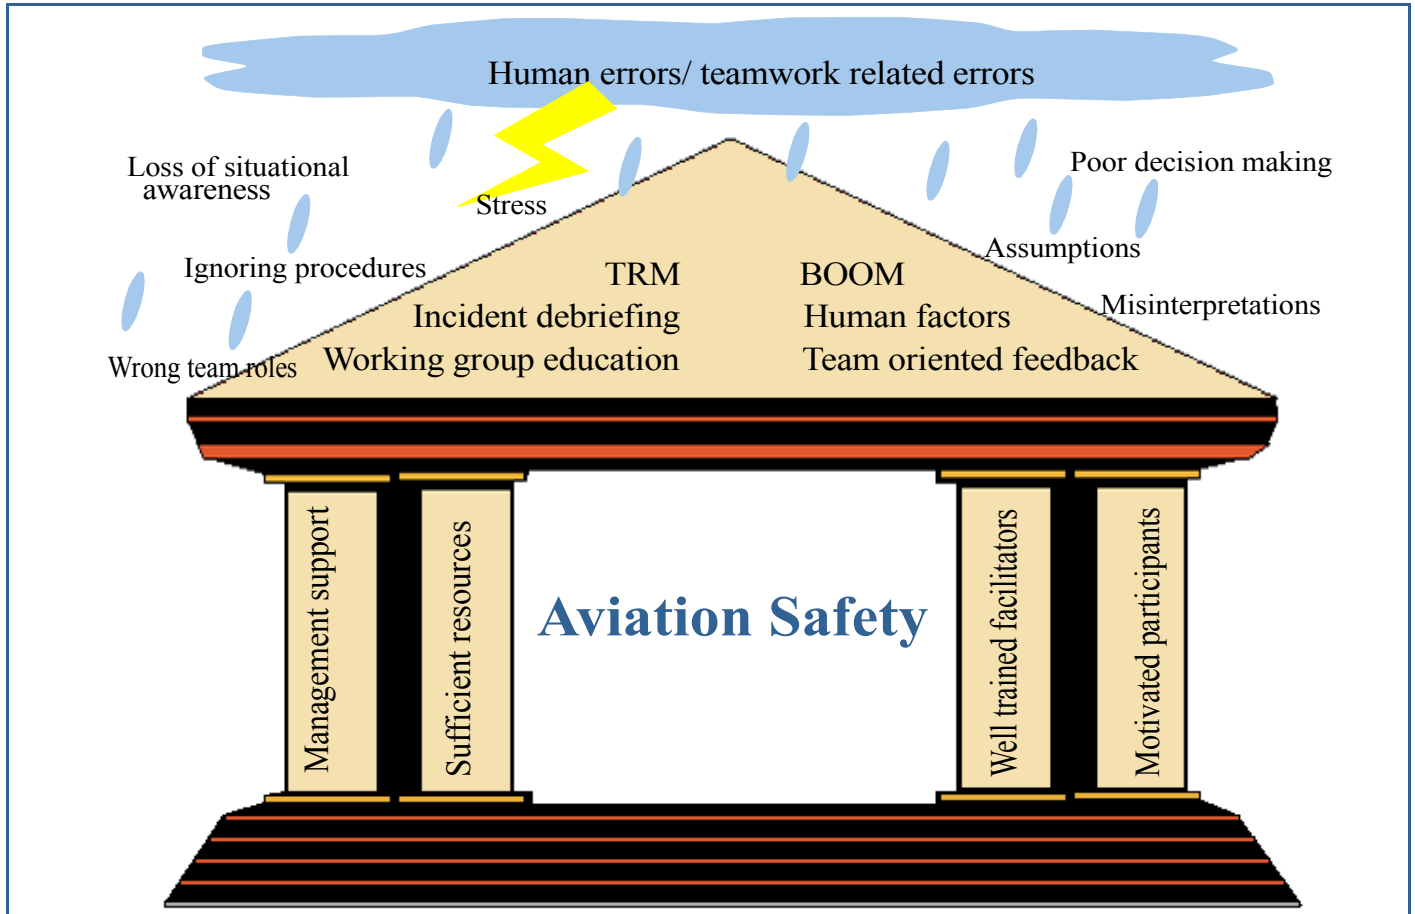 Human errors/ teamwork related errors
Loss of situational
awareness
Poor decision making
Stress
Assumptions
Ignoring procedures
TRM
BOOM
Misinterpretations
Incident debriefing
Human factors
Wrong team roles
Working group education
Team oriented feedback
Management support
Sufficient resources
Aviation Safety
Well trained facilitators
Motivated participants